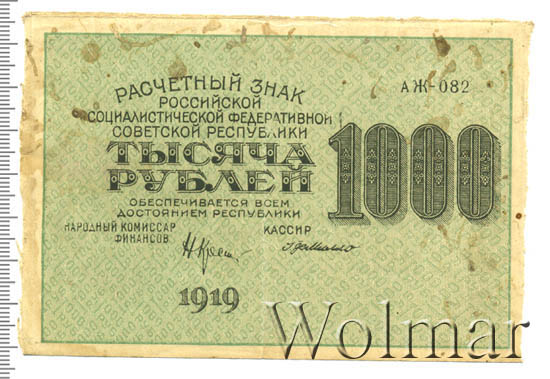 РАСЧЕТНЫЙ ЗНАК
АЖ-082
РОССИЙСКОЙ
СОЦИАЛИСТИЧЕСКОЙ ФЕДЕРАТИВНОЙ
СОВЕТСКОЙ РЕСПУБЛИКИ
ТЫСЯЧА
РУБЛЕЙ
1000
ОБЕСПЕЧИВАЕТСЯ ВСЕМ
ДОСТОЯНИЕМ РЕСПУБЛИКИ
НАРОДНЫЙ КОМИССАР
ФИНАНСОВ
КАССИР
1919
Wolmar